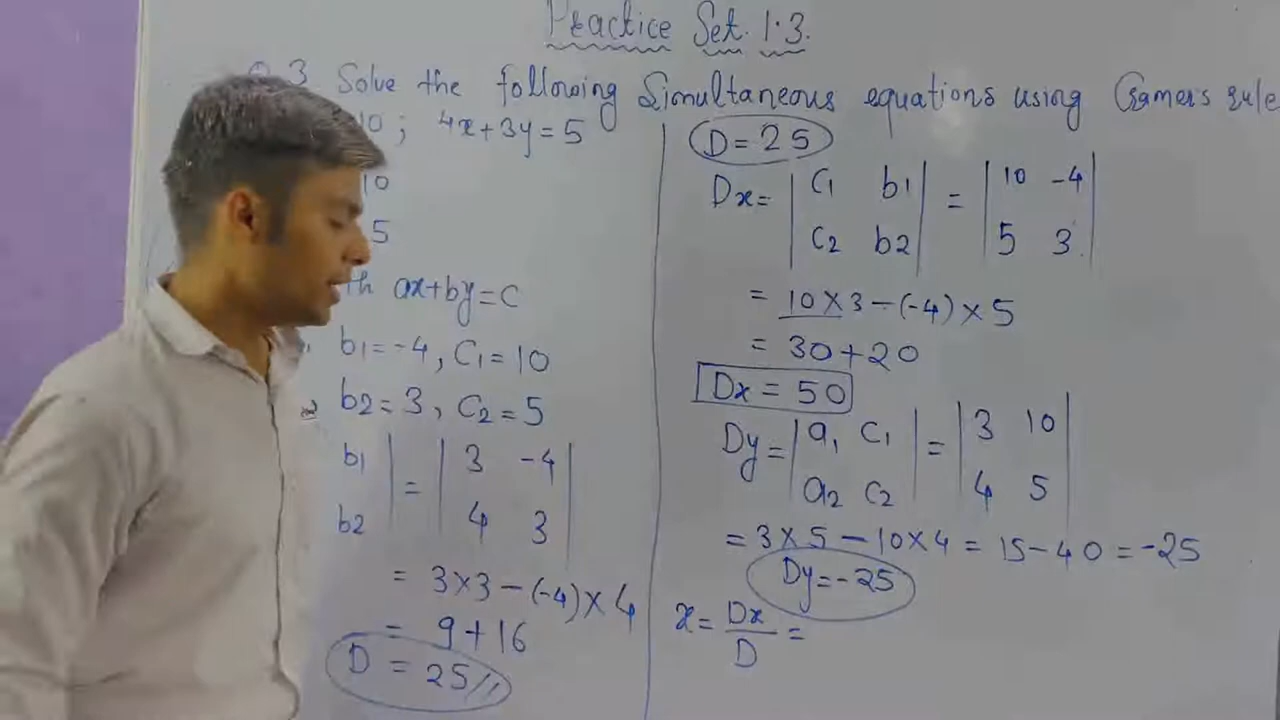 Practice Set. 1.3.
3 Solve the following Simultaneous equations using Cramer's rule
10 ; 4x+3y=5
10
5
th ax+by=C
b1=-4, C1=10
b2=3, C2=5
b1 | = | 3 -4 |
b2 | | 4 3 |
= 3×3-(-4)×4
= 9+16
D = 25//
D=25
Dx= | C1 b1 | = | 10 -4 |
| C2 b2 | | 5 3 |
= 10×3-(-4)×5
= 30+20
Dx = 50
Dy= | a1 C1 | = | 3 10 |
| a2 C2 | | 4 5 |
= 3×5-10×4 = 15-40 = -25
Dy=-25
x= Dx/D =